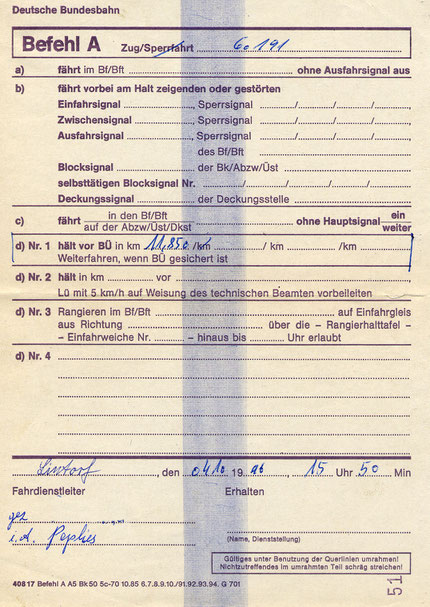 Deutsche Bundesbahn
Befehl A Zug/Sperrfahrt 60 191
a) fährt im Bf/Bft ohne Ausfahrsignal aus
b) fährt vorbei am Halt zeigenden oder gestörten
Einfahrsignal , Sperrsignal / / / ,
Zwischensignal , Sperrsignal / / / ,
Ausfahrsignal , Sperrsignal / / /
des Bf/Bft
Blocksignal der Bk/Abzw/Üst
selbsttätigen Blocksignal Nr. / / / /
Deckungssignal der Deckungsstelle
c) fährt in den Bf/Bft ohne Hauptsignal ein
auf der Abzw/Üst/Dkst weiter
d) Nr. 1 hält vor BÜ in km 11,850 /km / km /km
Weiterfahren, wenn BÜ gesichert ist
d) Nr. 2 hält in km vor
Lü mit 5 km/h auf Weisung des technischen Beamten vorbeileiten
d) Nr. 3 Rangieren im Bf/Bft auf Einfahrgleis
aus Richtung über die - Rangierhalttafel -
- Einfahrweiche Nr. - hinaus bis Uhr erlaubt
d) Nr. 4
Lintorf , den 04 10 19 96 , 15 Uhr 50 Min
Fahrdienstleiter Erhalten
gez
i.A. Peplies
(Name, Dienststellung)
Gültiges unter Benutzung der Querlinien umrahmen!
Nichtzutreffendes im umrahmten Teil schräg streichen!
408 17 Befehl A A5 Bk 50 5c-70 10.85 6.7.8.9.10./91.92.93.94. G 701
51